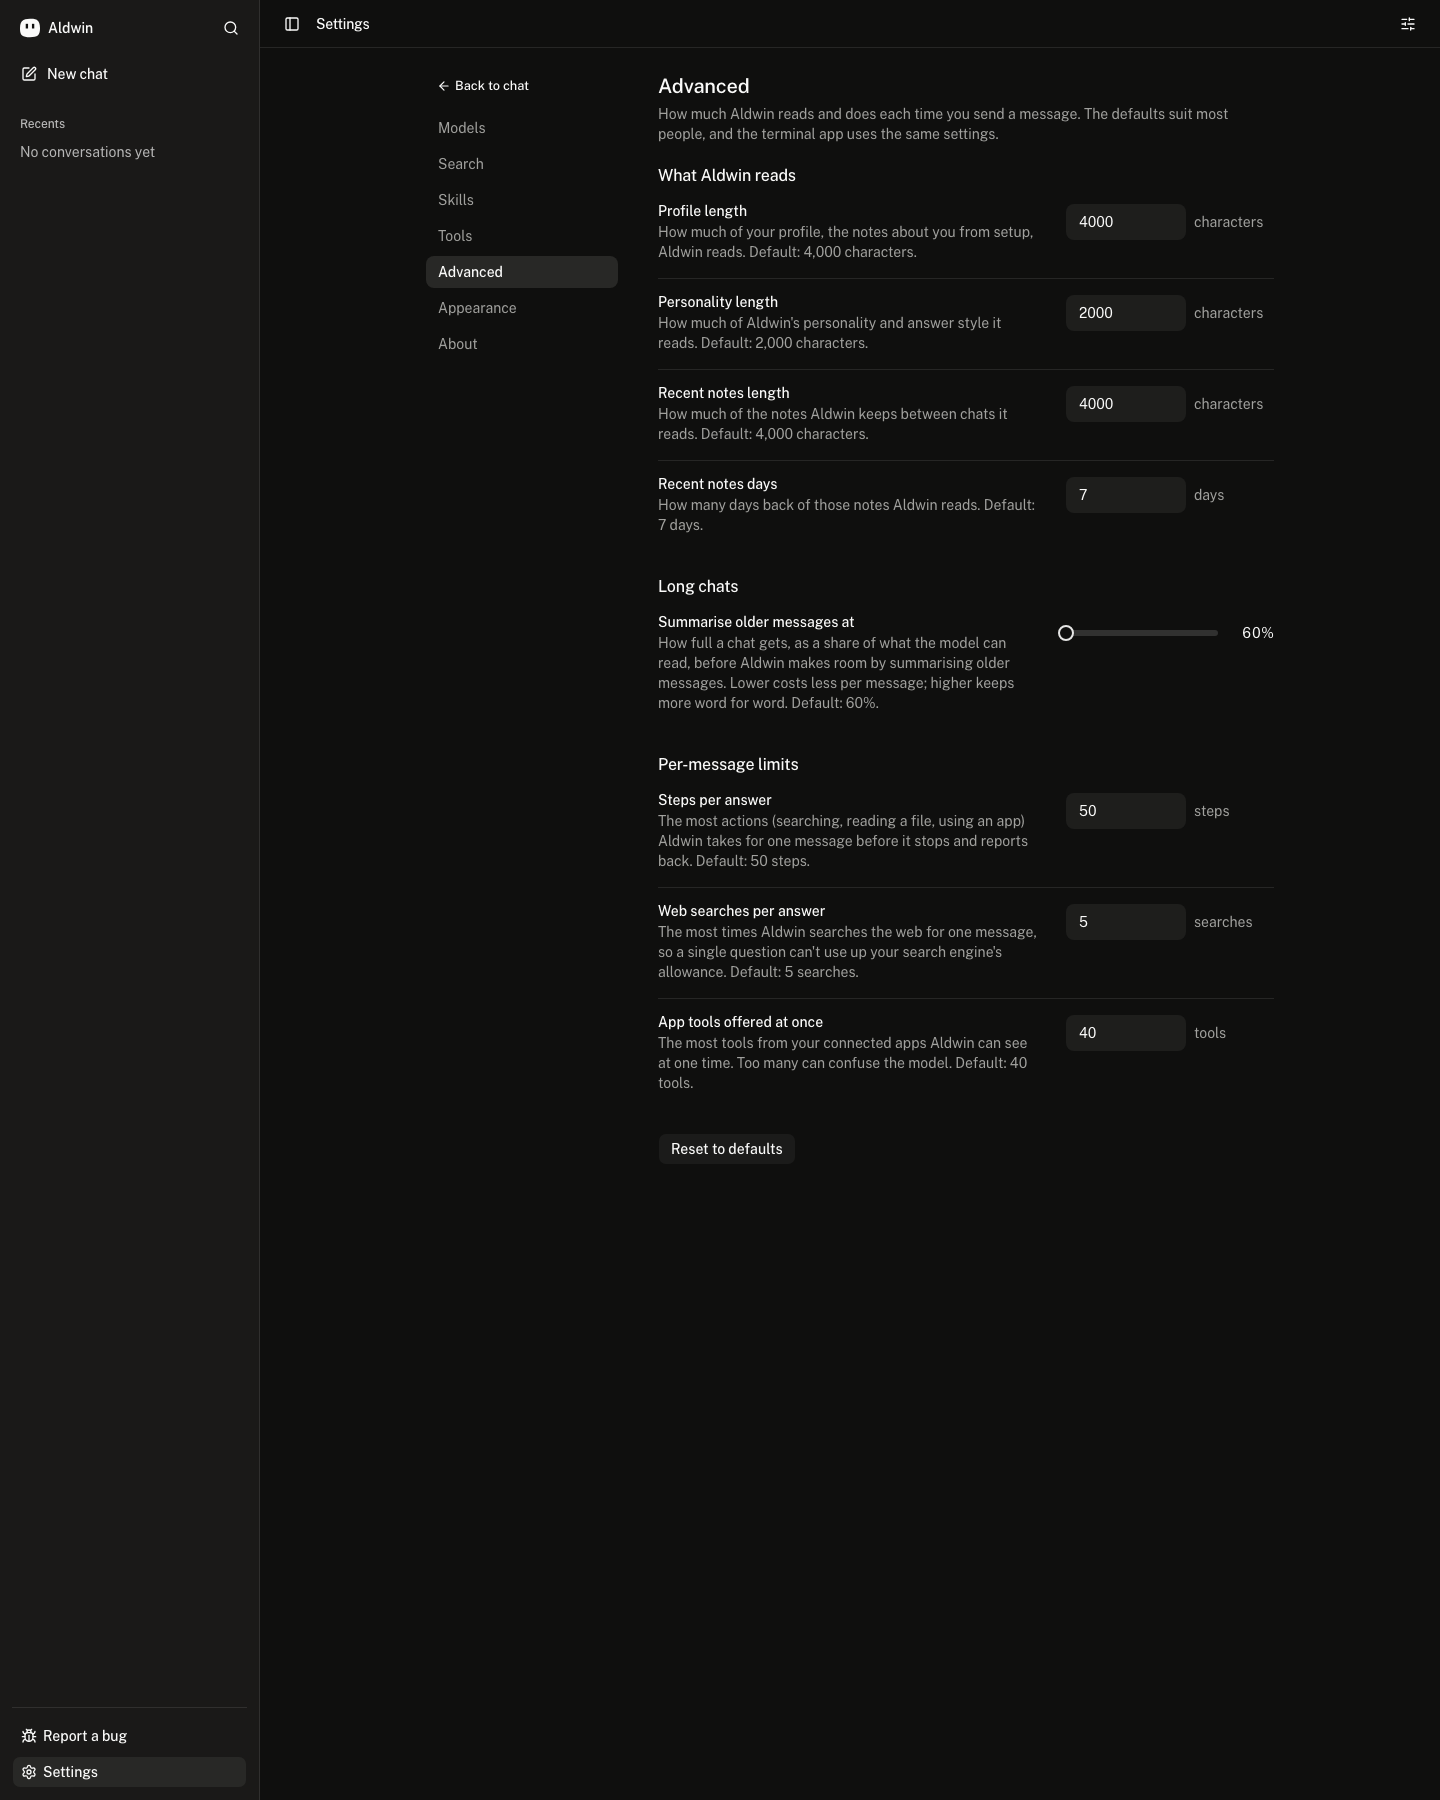 Aldwin
New chat
Recents
No conversations yet
Report a bug
Settings
Settings
Back to chat
Models
Search
Skills
Tools
Advanced
Appearance
About
Advanced
How much Aldwin reads and does each time you send a message. The defaults suit most
people, and the terminal app uses the same settings.
What Aldwin reads
Profile length
How much of your profile, the notes about you from setup,
Aldwin reads. Default: 4,000 characters.
4000 characters
Personality length
How much of Aldwin's personality and answer style it
reads. Default: 2,000 characters.
2000 characters
Recent notes length
How much of the notes Aldwin keeps between chats it
reads. Default: 4,000 characters.
4000 characters
Recent notes days
How many days back of those notes Aldwin reads. Default:
7 days.
7 days
Long chats
Summarise older messages at
How full a chat gets, as a share of what the model can
read, before Aldwin makes room by summarising older
messages. Lower costs less per message; higher keeps
more word for word. Default: 60%.
60%
Per-message limits
Steps per answer
The most actions (searching, reading a file, using an app)
Aldwin takes for one message before it stops and reports
back. Default: 50 steps.
50 steps
Web searches per answer
The most times Aldwin searches the web for one message,
so a single question can't use up your search engine's
allowance. Default: 5 searches.
5 searches
App tools offered at once
The most tools from your connected apps Aldwin can see
at one time. Too many can confuse the model. Default: 40
tools.
40 tools
Reset to defaults